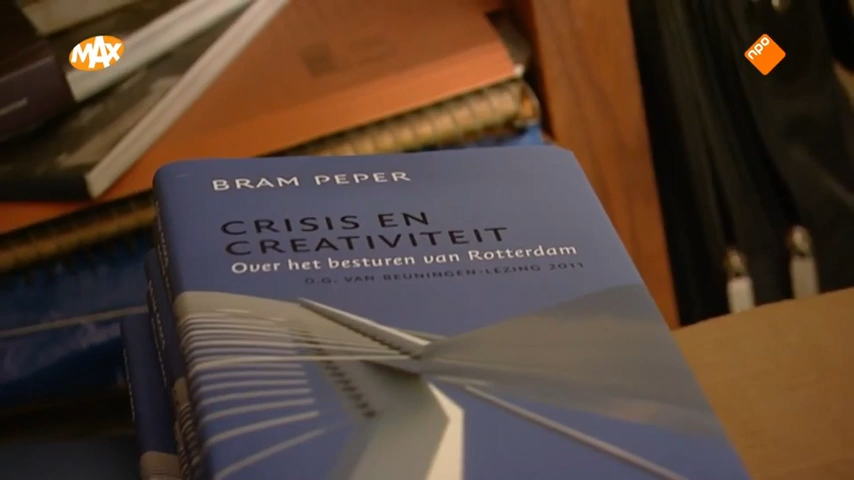 MAX
npo
BRAM PEPER
CRISIS EN
CREATIVITEIT
Over het besturen van Rotterdam
D.G. VAN BEUNINGEN-LEZING 2011